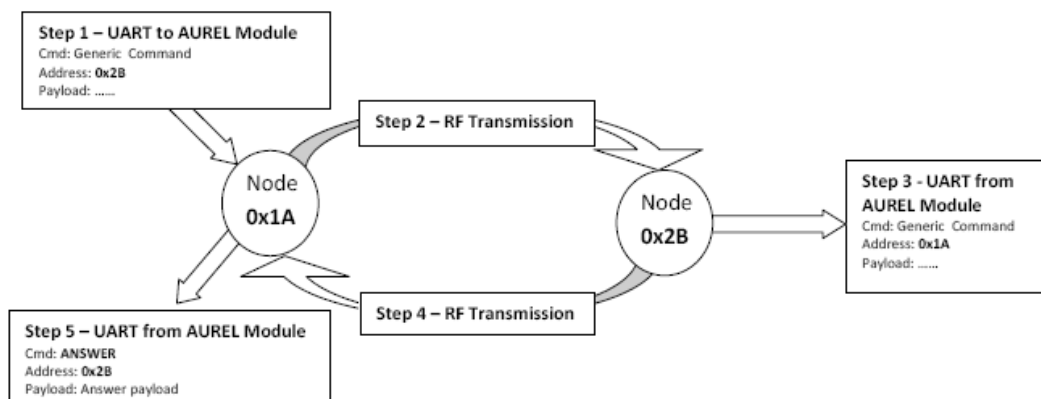 Step 1 – UART to AUREL Module
Cmd: Generic Command
Address: 0x2B
Payload: ......
Step 2 – RF Transmission
Node
0x1A
Node
0x2B
Step 3 - UART from
AUREL Module
Cmd: Generic Command
Address: 0x1A
Payload: ......
Step 4 – RF Transmission
Step 5 – UART from AUREL Module
Cmd: ANSWER
Address: 0x2B
Payload: Answer payload